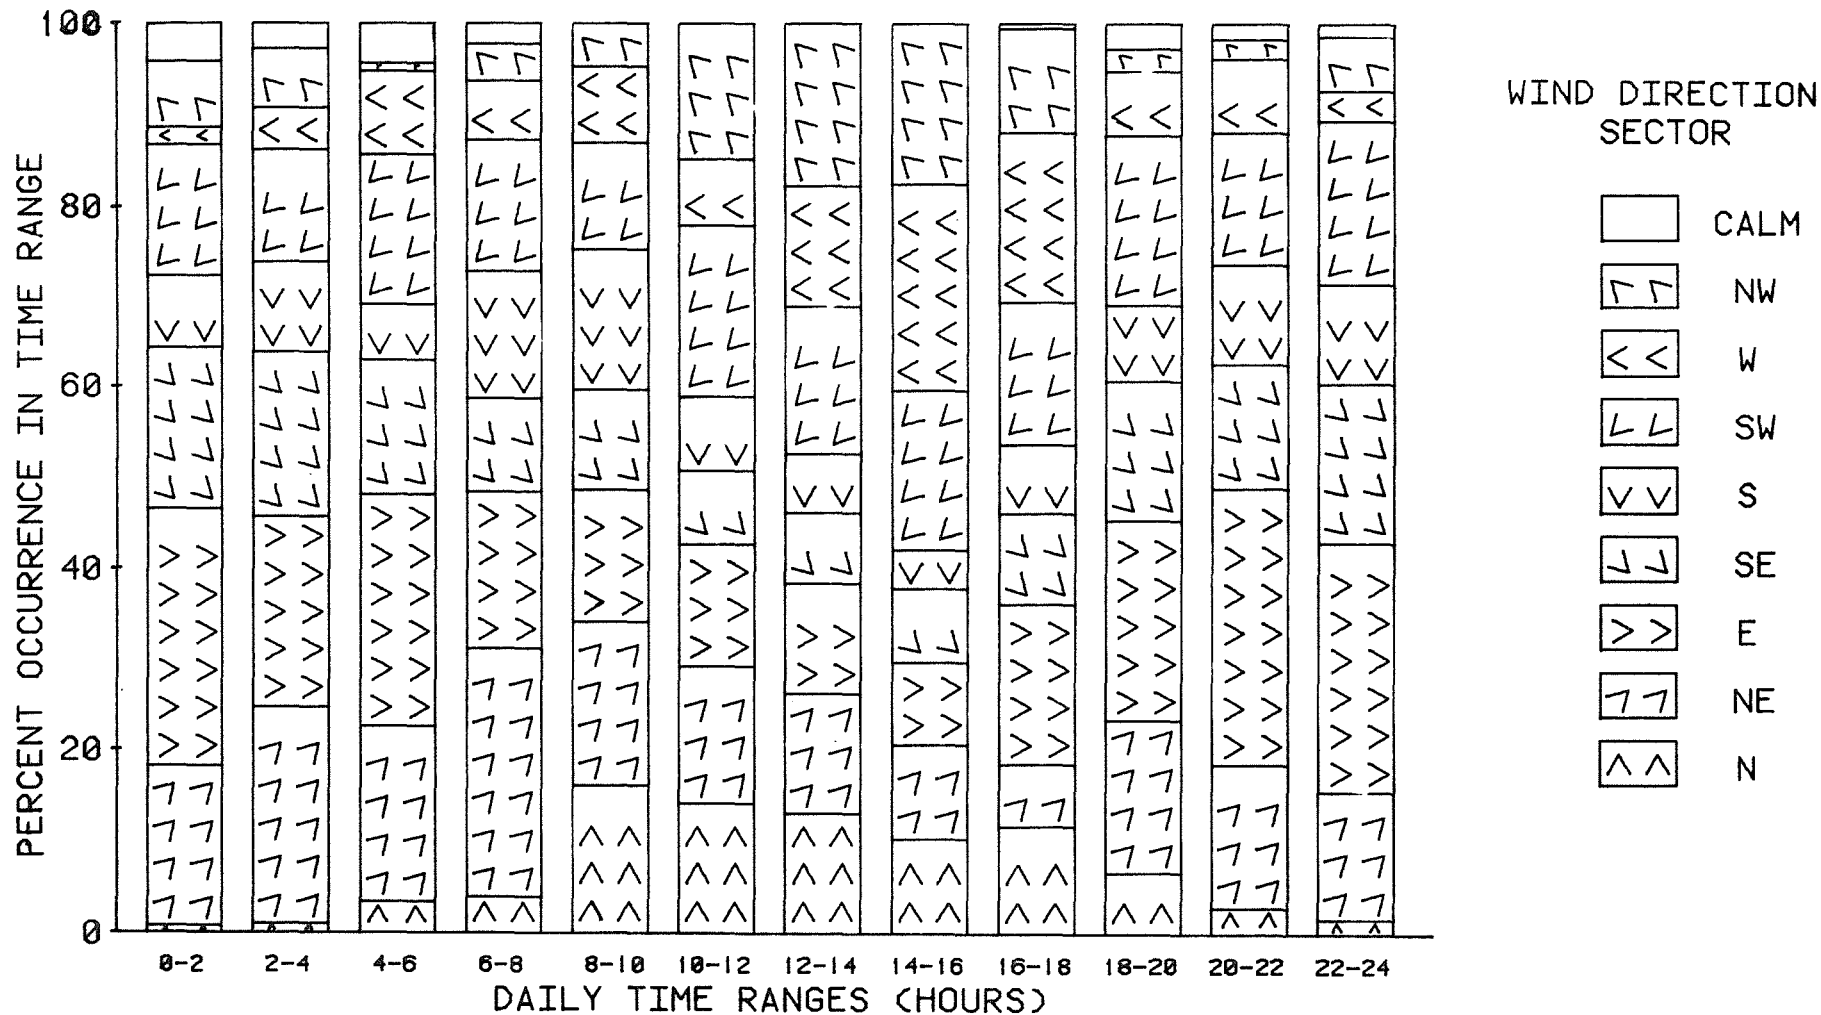 PERCENT OCCURRENCE IN TIME RANGE
100
80
60
40
20
0
0-2 2-4 4-6 6-8 8-10 10-12 12-14 14-16 16-18 18-20 20-22 22-24
DAILY TIME RANGES (HOURS)
WIND DIRECTION
SECTOR
CALM
NW
W
SW
S
SE
E
NE
N